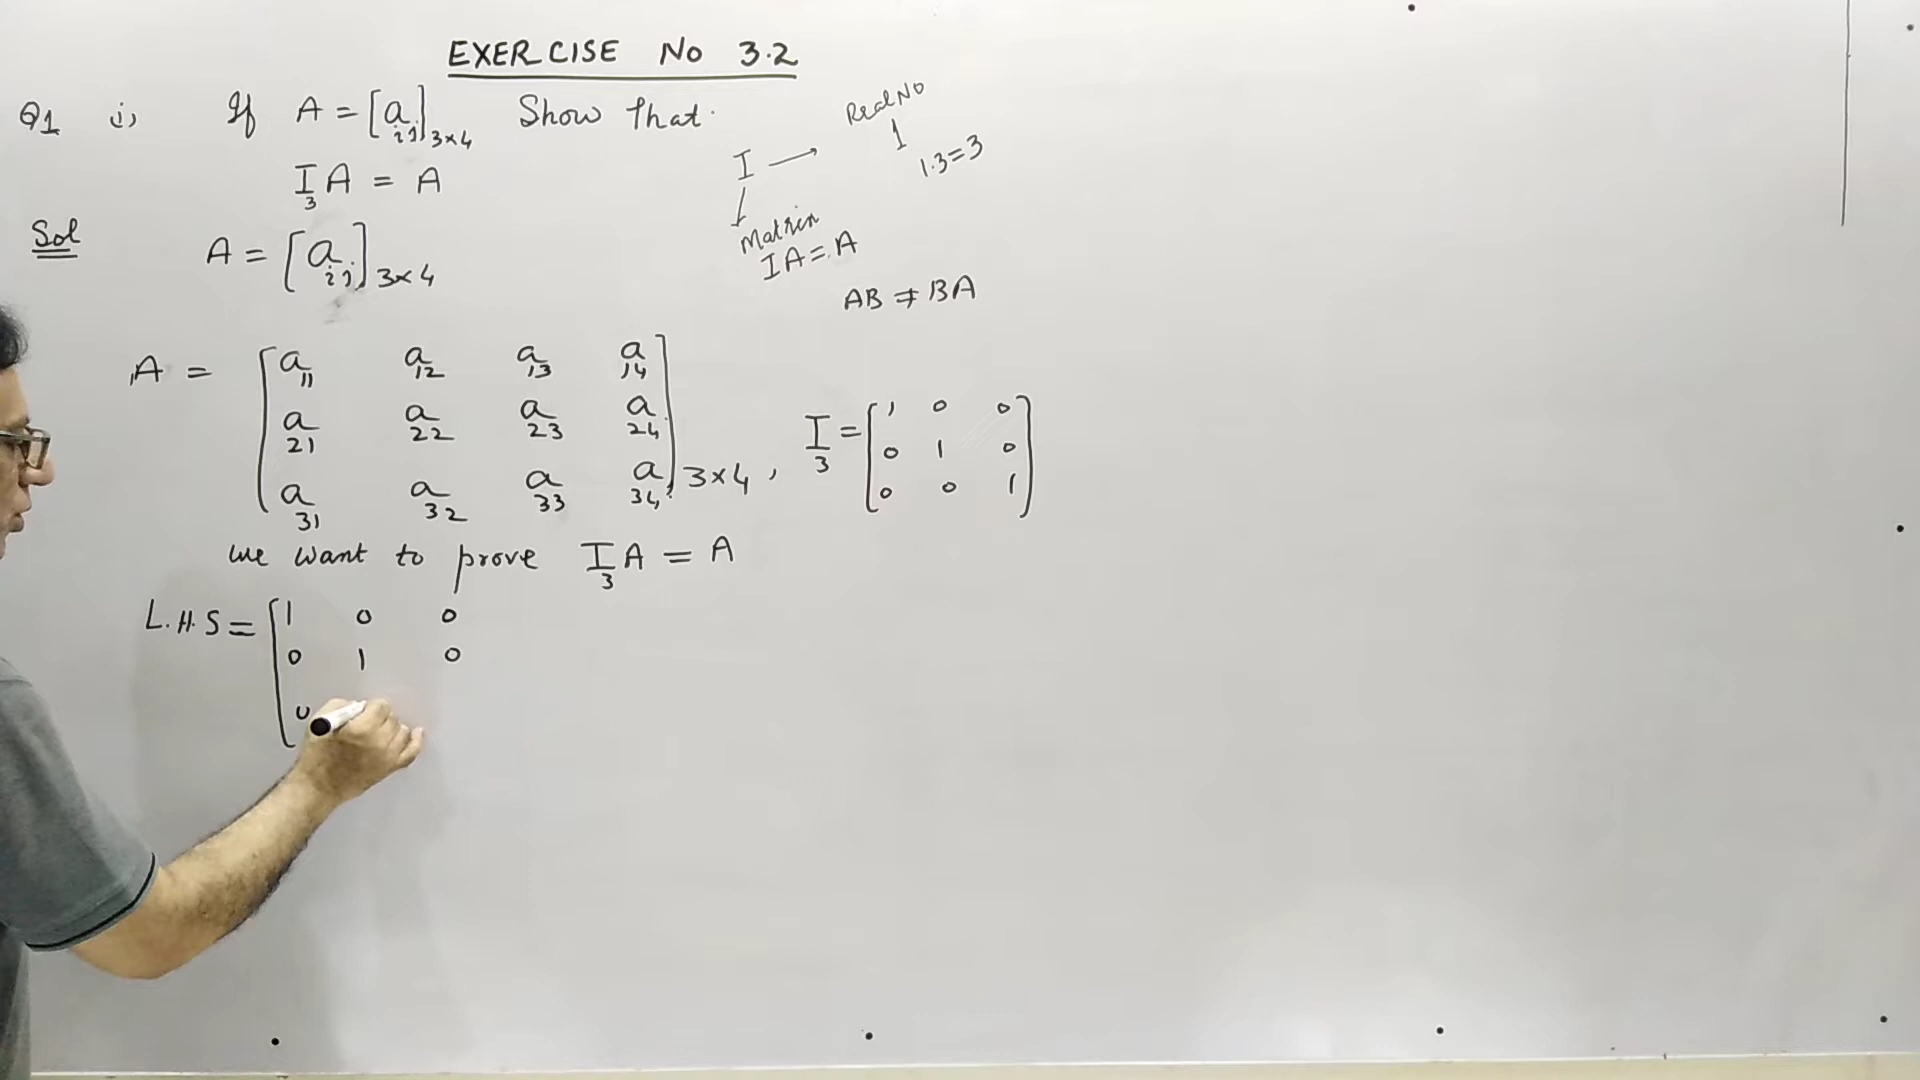 EXERCISE No 3.2
Q1 i, If A = [aij]3×4 Show that.
I3A = A
Real No
1
1.3=3
I →
↓
Matrix
IA = A
AB ≠ BA
Sol A = [aij]3×4
A = [a11 a12 a13 a14
a21 a22 a23 a24
a31 a32 a33 a34]3×4 , I3 = [1 0 0
0 1 0
0 0 1]
We want to prove I3A = A
L.H.S = [1 0 0
0 1 0
0